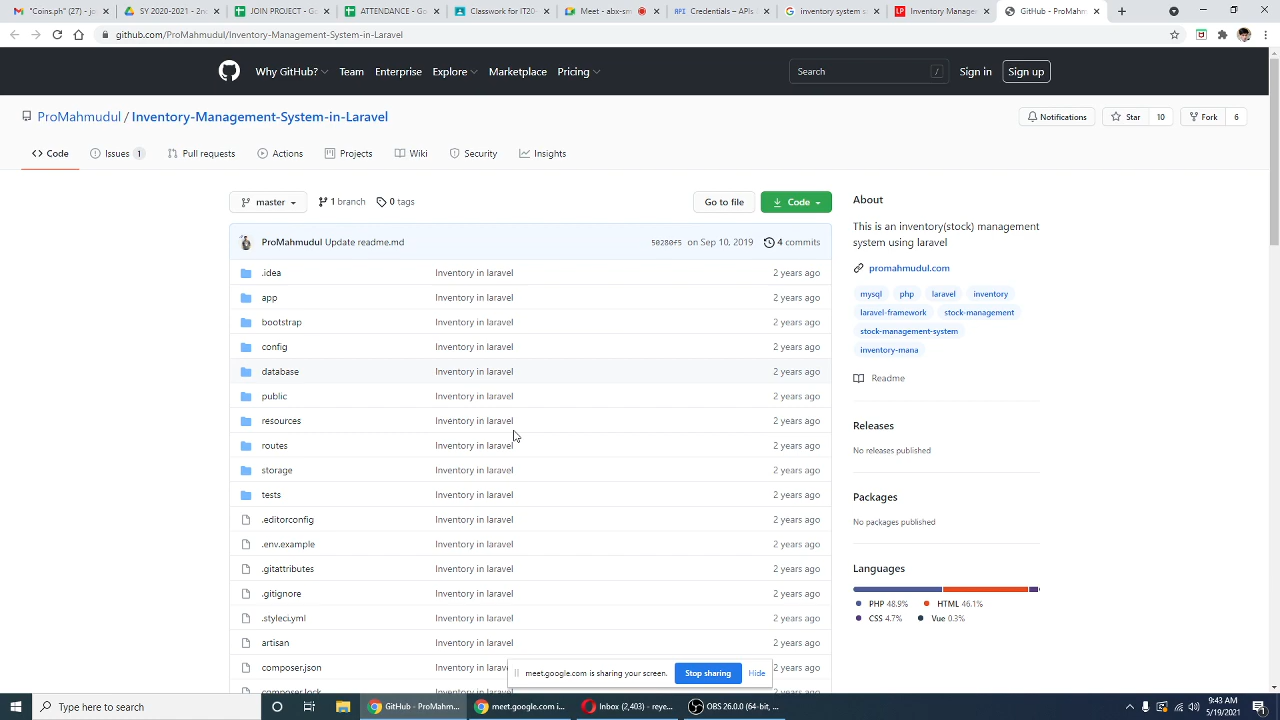 "Coins.ph" (27) - jo
SY 2020-2021 - 2n
JOIN PROJECT - G
ATTENDANCE - G
Classwork for IT20
Meet - abx-sm
Credentials – APIs
inventory system s
Inventory Manage
GitHub - ProMahm
github.com/ProMahmudul/Inventory-Management-System-in-Laravel
Why GitHub?
Team
Enterprise
Explore
Marketplace
Pricing
Search
/
Sign in
Sign up
ProMahmudul / Inventory-Management-System-in-Laravel
Notifications
Star 10
Fork 6
Code
Issues 1
Pull requests
Actions
Projects
Wiki
Security
Insights
master
1 branch
0 tags
Go to file
Code
ProMahmudul Update readme.md
50280f5 on Sep 10, 2019
4 commits
.idea Inventory in laravel 2 years ago
app Inventory in laravel 2 years ago
bootstrap Inventory in laravel 2 years ago
config Inventory in laravel 2 years ago
database Inventory in laravel 2 years ago
public Inventory in laravel 2 years ago
resources Inventory in laravel 2 years ago
routes Inventory in laravel 2 years ago
storage Inventory in laravel 2 years ago
tests Inventory in laravel 2 years ago
.editorconfig Inventory in laravel 2 years ago
.env.example Inventory in laravel 2 years ago
.gitattributes Inventory in laravel 2 years ago
.gitignore Inventory in laravel 2 years ago
.styleci.yml Inventory in laravel 2 years ago
artisan Inventory in laravel 2 years ago
composer.json Inventory in larav 2 years ago
composer.lock
About
This is an inventory(stock) management
system using laravel
promahmudul.com
mysql php laravel inventory
laravel-framework stock-management
stock-management-system
inventory-mana
Readme
Releases
No releases published
Packages
No packages published
Languages
PHP 48.9% HTML 46.1%
CSS 4.7% Vue 0.3%
meet.google.com is sharing your screen.
Stop sharing
Hide
Type here to search
GitHub - ProMahm...
meet.google.com i...
Inbox (2,403) - reye...
OBS 26.0.0 (64-bit, ...
9:43 AM
5/19/2021